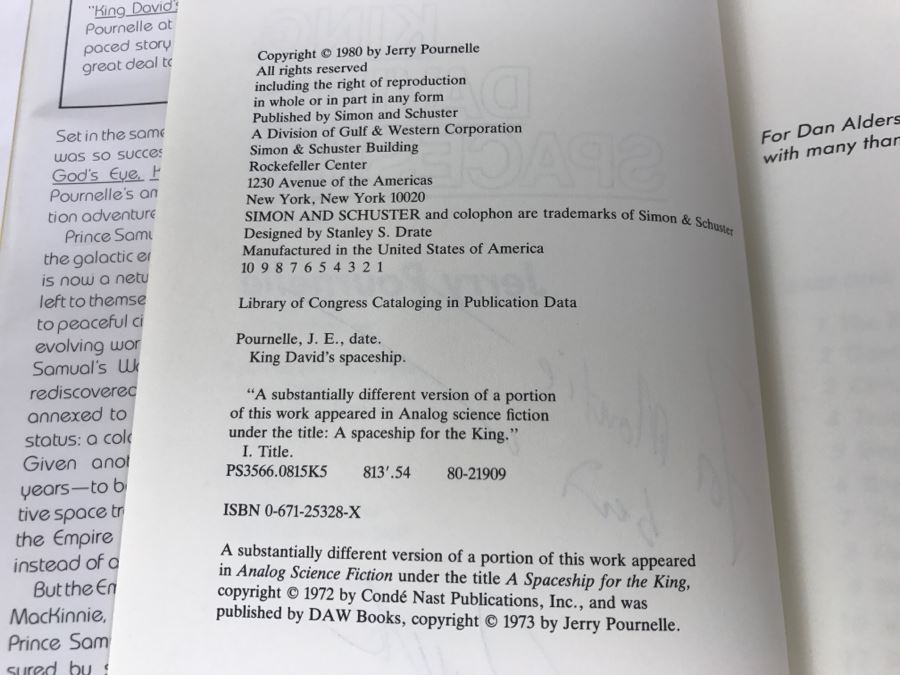 "King David's
Pournelle at
paced story
great deal to
Set in the same
was so succes
God's Eye, H
Pournelle's am
tion adventure
Prince Samu
the galactic e
is now a netu
left to themse
to peaceful ci
evolving wor
Samual's Wo
rediscovered
annexed to
status: a colo
Given anot
years—to b
tive space tr
the Empire
instead of a
But the Em
MacKinnie,
Prince Sam
sured by s
Copyright © 1980 by Jerry Pournelle
All rights reserved
including the right of reproduction
in whole or in part in any form
Published by Simon and Schuster
A Division of Gulf & Western Corporation
Simon & Schuster Building
Rockefeller Center
1230 Avenue of the Americas
New York, New York 10020
SIMON AND SCHUSTER and colophon are trademarks of Simon & Schuster
Designed by Stanley S. Drate
Manufactured in the United States of America
10 9 8 7 6 5 4 3 2 1
Library of Congress Cataloging in Publication Data
Pournelle, J. E., date.
King David's spaceship.
"A substantially different version of a portion
of this work appeared in Analog science fiction
under the title: A spaceship for the King."
I. Title.
PS3566.0815K5 813'.54 80-21909
ISBN 0-671-25328-X
A substantially different version of a portion of this work appeared
in Analog Science Fiction under the title A Spaceship for the King,
copyright © 1972 by Condé Nast Publications, Inc., and was
published by DAW Books, copyright © 1973 by Jerry Pournelle.
For Dan Alders
with many than